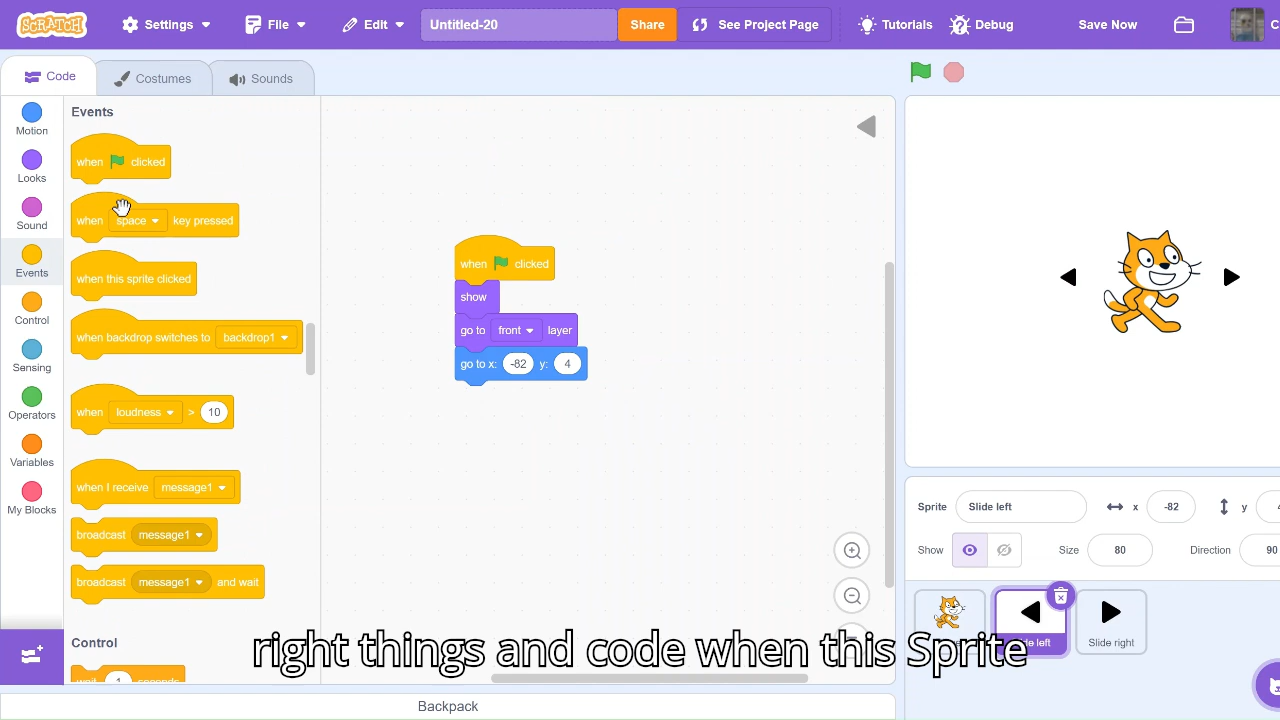 SCRATCH
Settings
File
Edit
Untitled-20
Share
See Project Page
Tutorials
Debug
Save Now
Code
Costumes
Sounds
Motion
Looks
Sound
Events
Control
Sensing
Operators
Variables
My Blocks
Events
when clicked
when space key pressed
when this sprite clicked
when backdrop switches to backdrop1
when loudness > 10
when I receive message1
broadcast message1
broadcast message1 and wait
Control
wait 1 seconds
when clicked
show
go to front layer
go to x: -82 y: 4
Sprite Slide left x -82 y
Show Size 80 Direction 90
Slide right
right things and code when this Sprite
Backpack